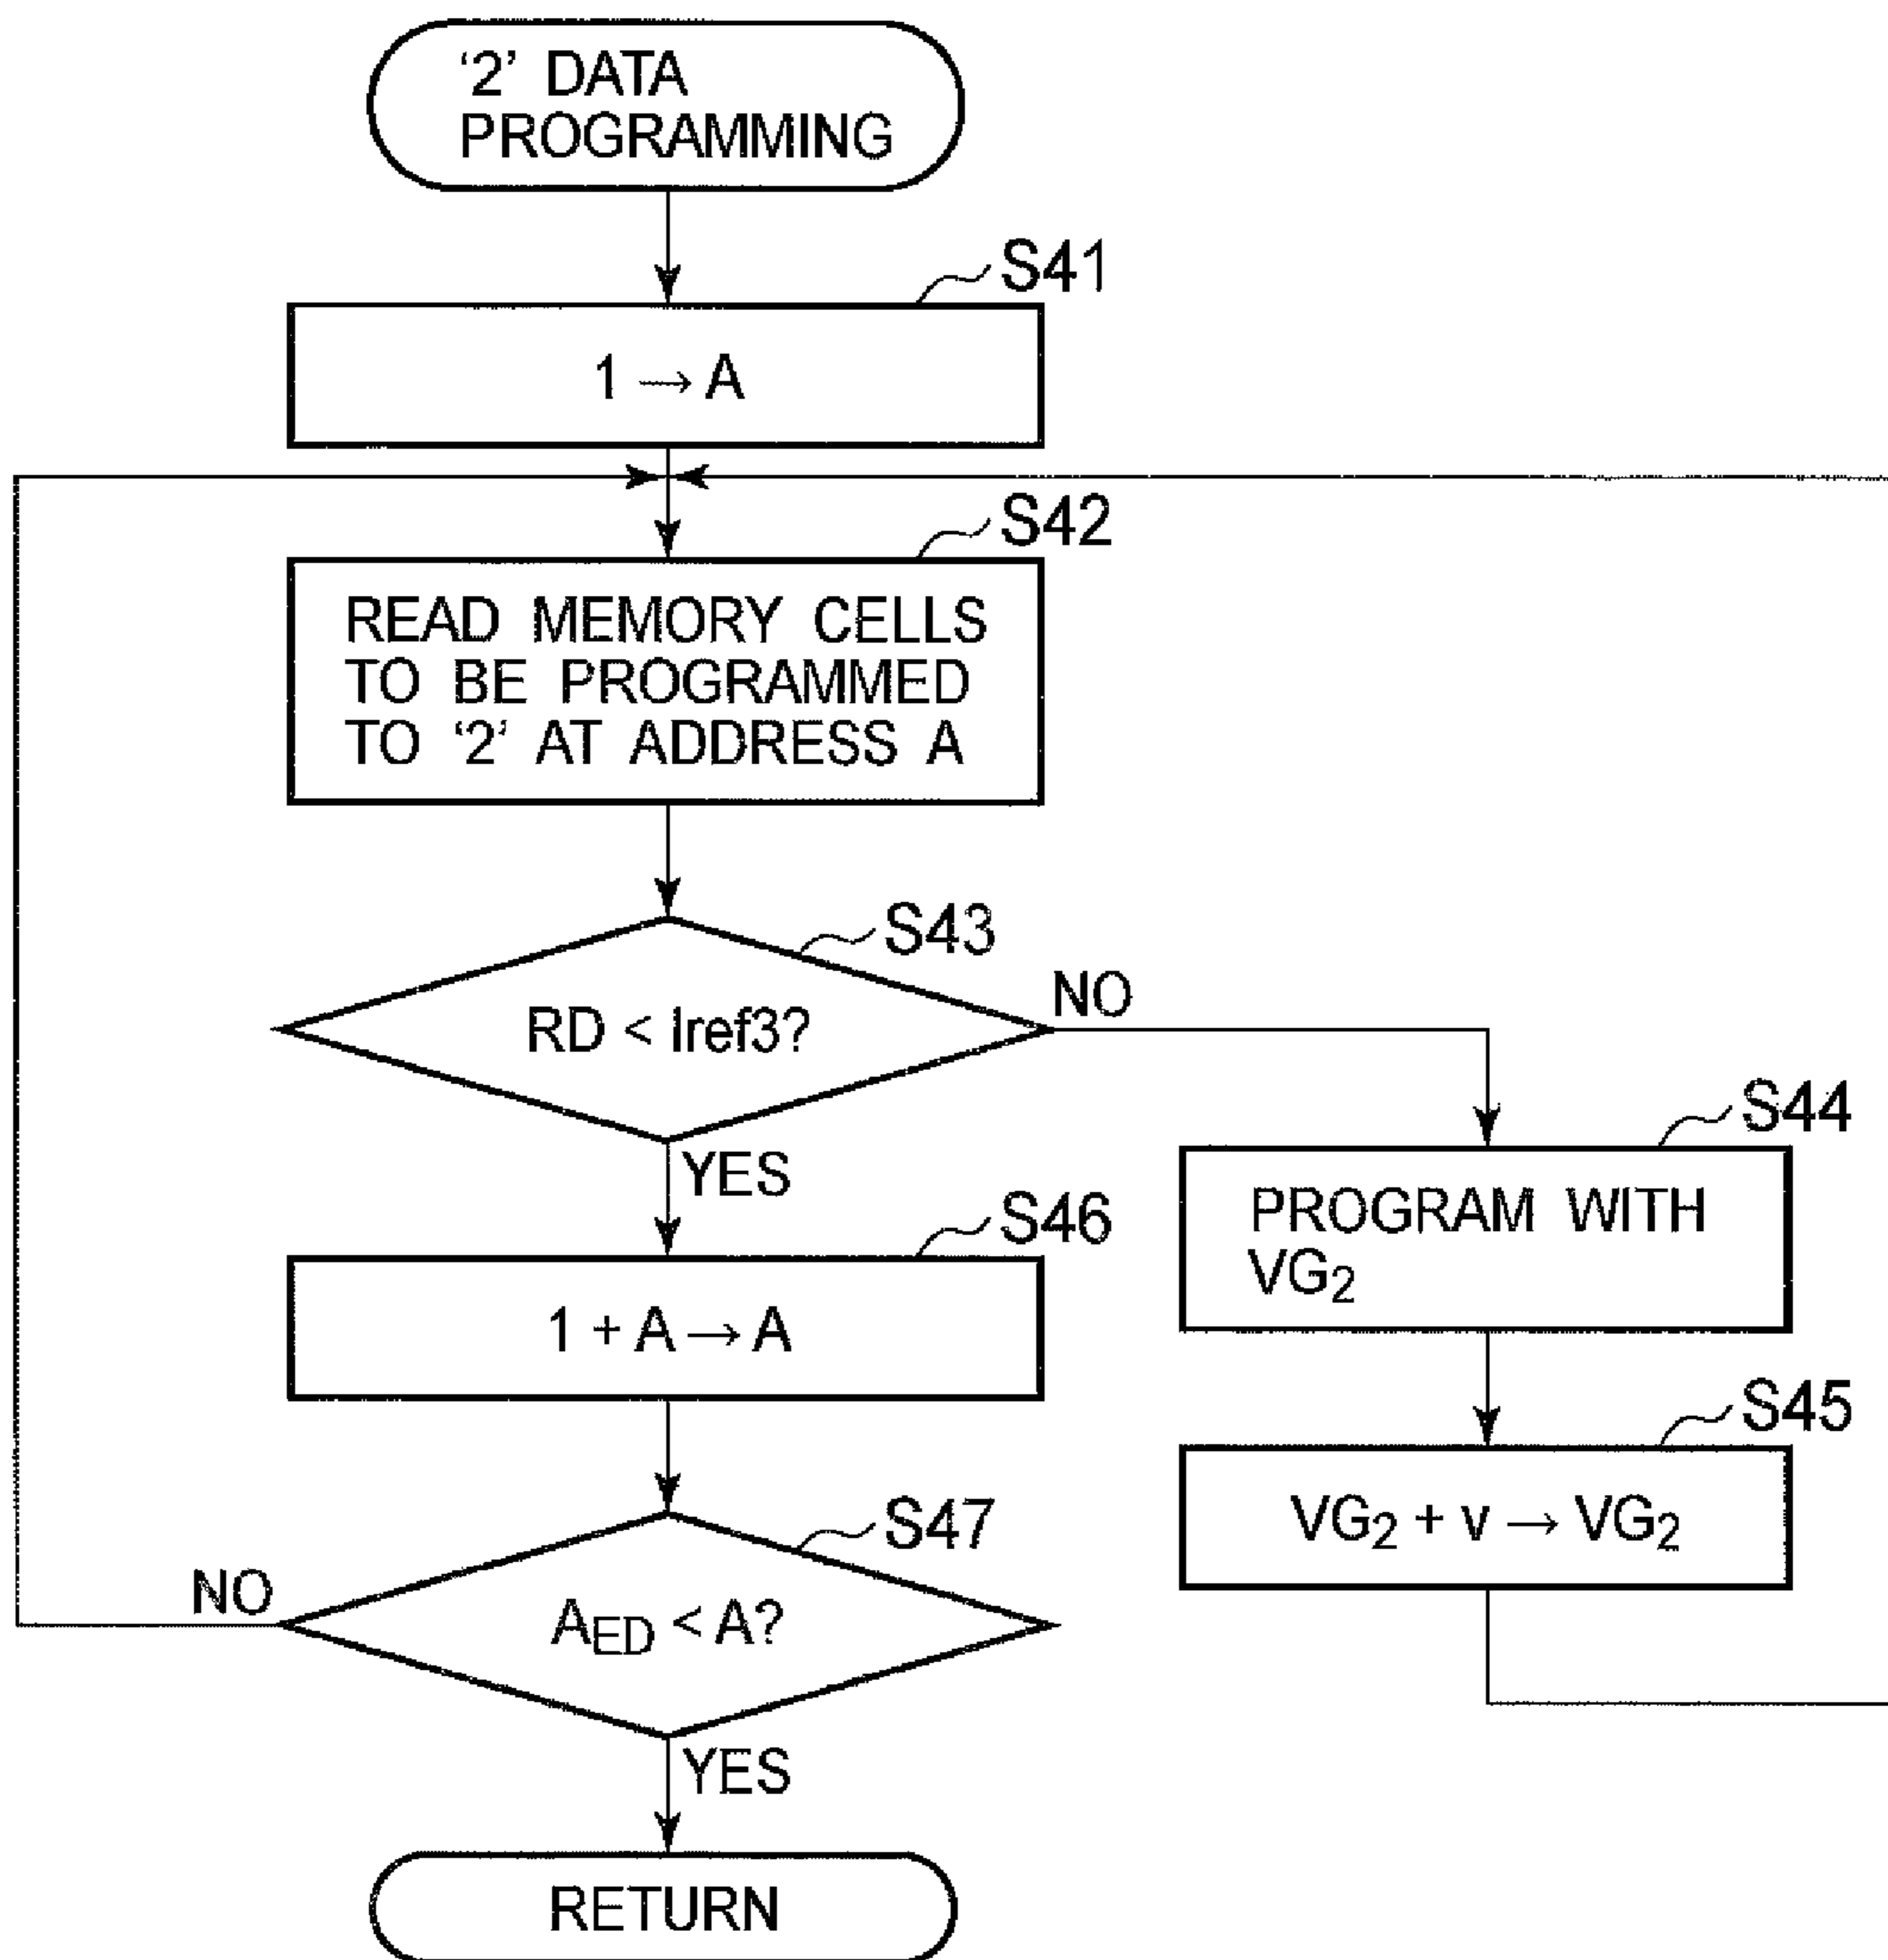 ‘2’ DATA
PROGRAMMING
S41
1 → A
S42
READ MEMORY CELLS
TO BE PROGRAMMED
TO ‘2’ AT ADDRESS A
S43
RD < Iref3?
NO
YES
S44
PROGRAM WITH
VG₂
S46
1 + A → A
S45
VG₂ + v → VG₂
S47
A_ED < A?
NO
YES
RETURN